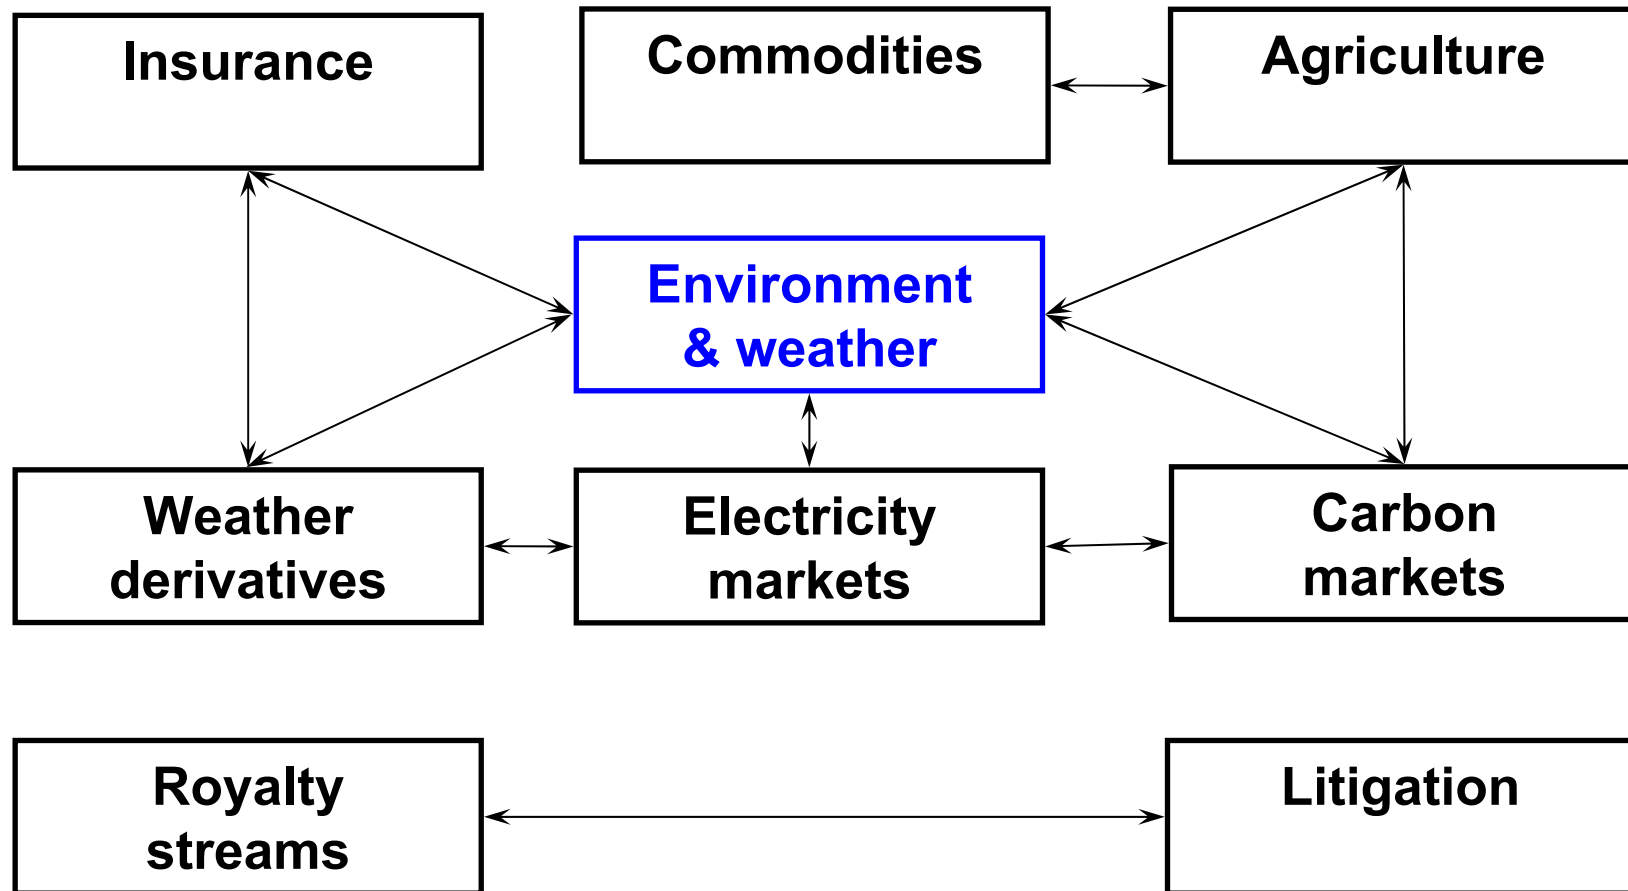 Insurance
Commodities
Agriculture
Environment
& weather
Weather
derivatives
Electricity
markets
Carbon
markets
Royalty
streams
Litigation